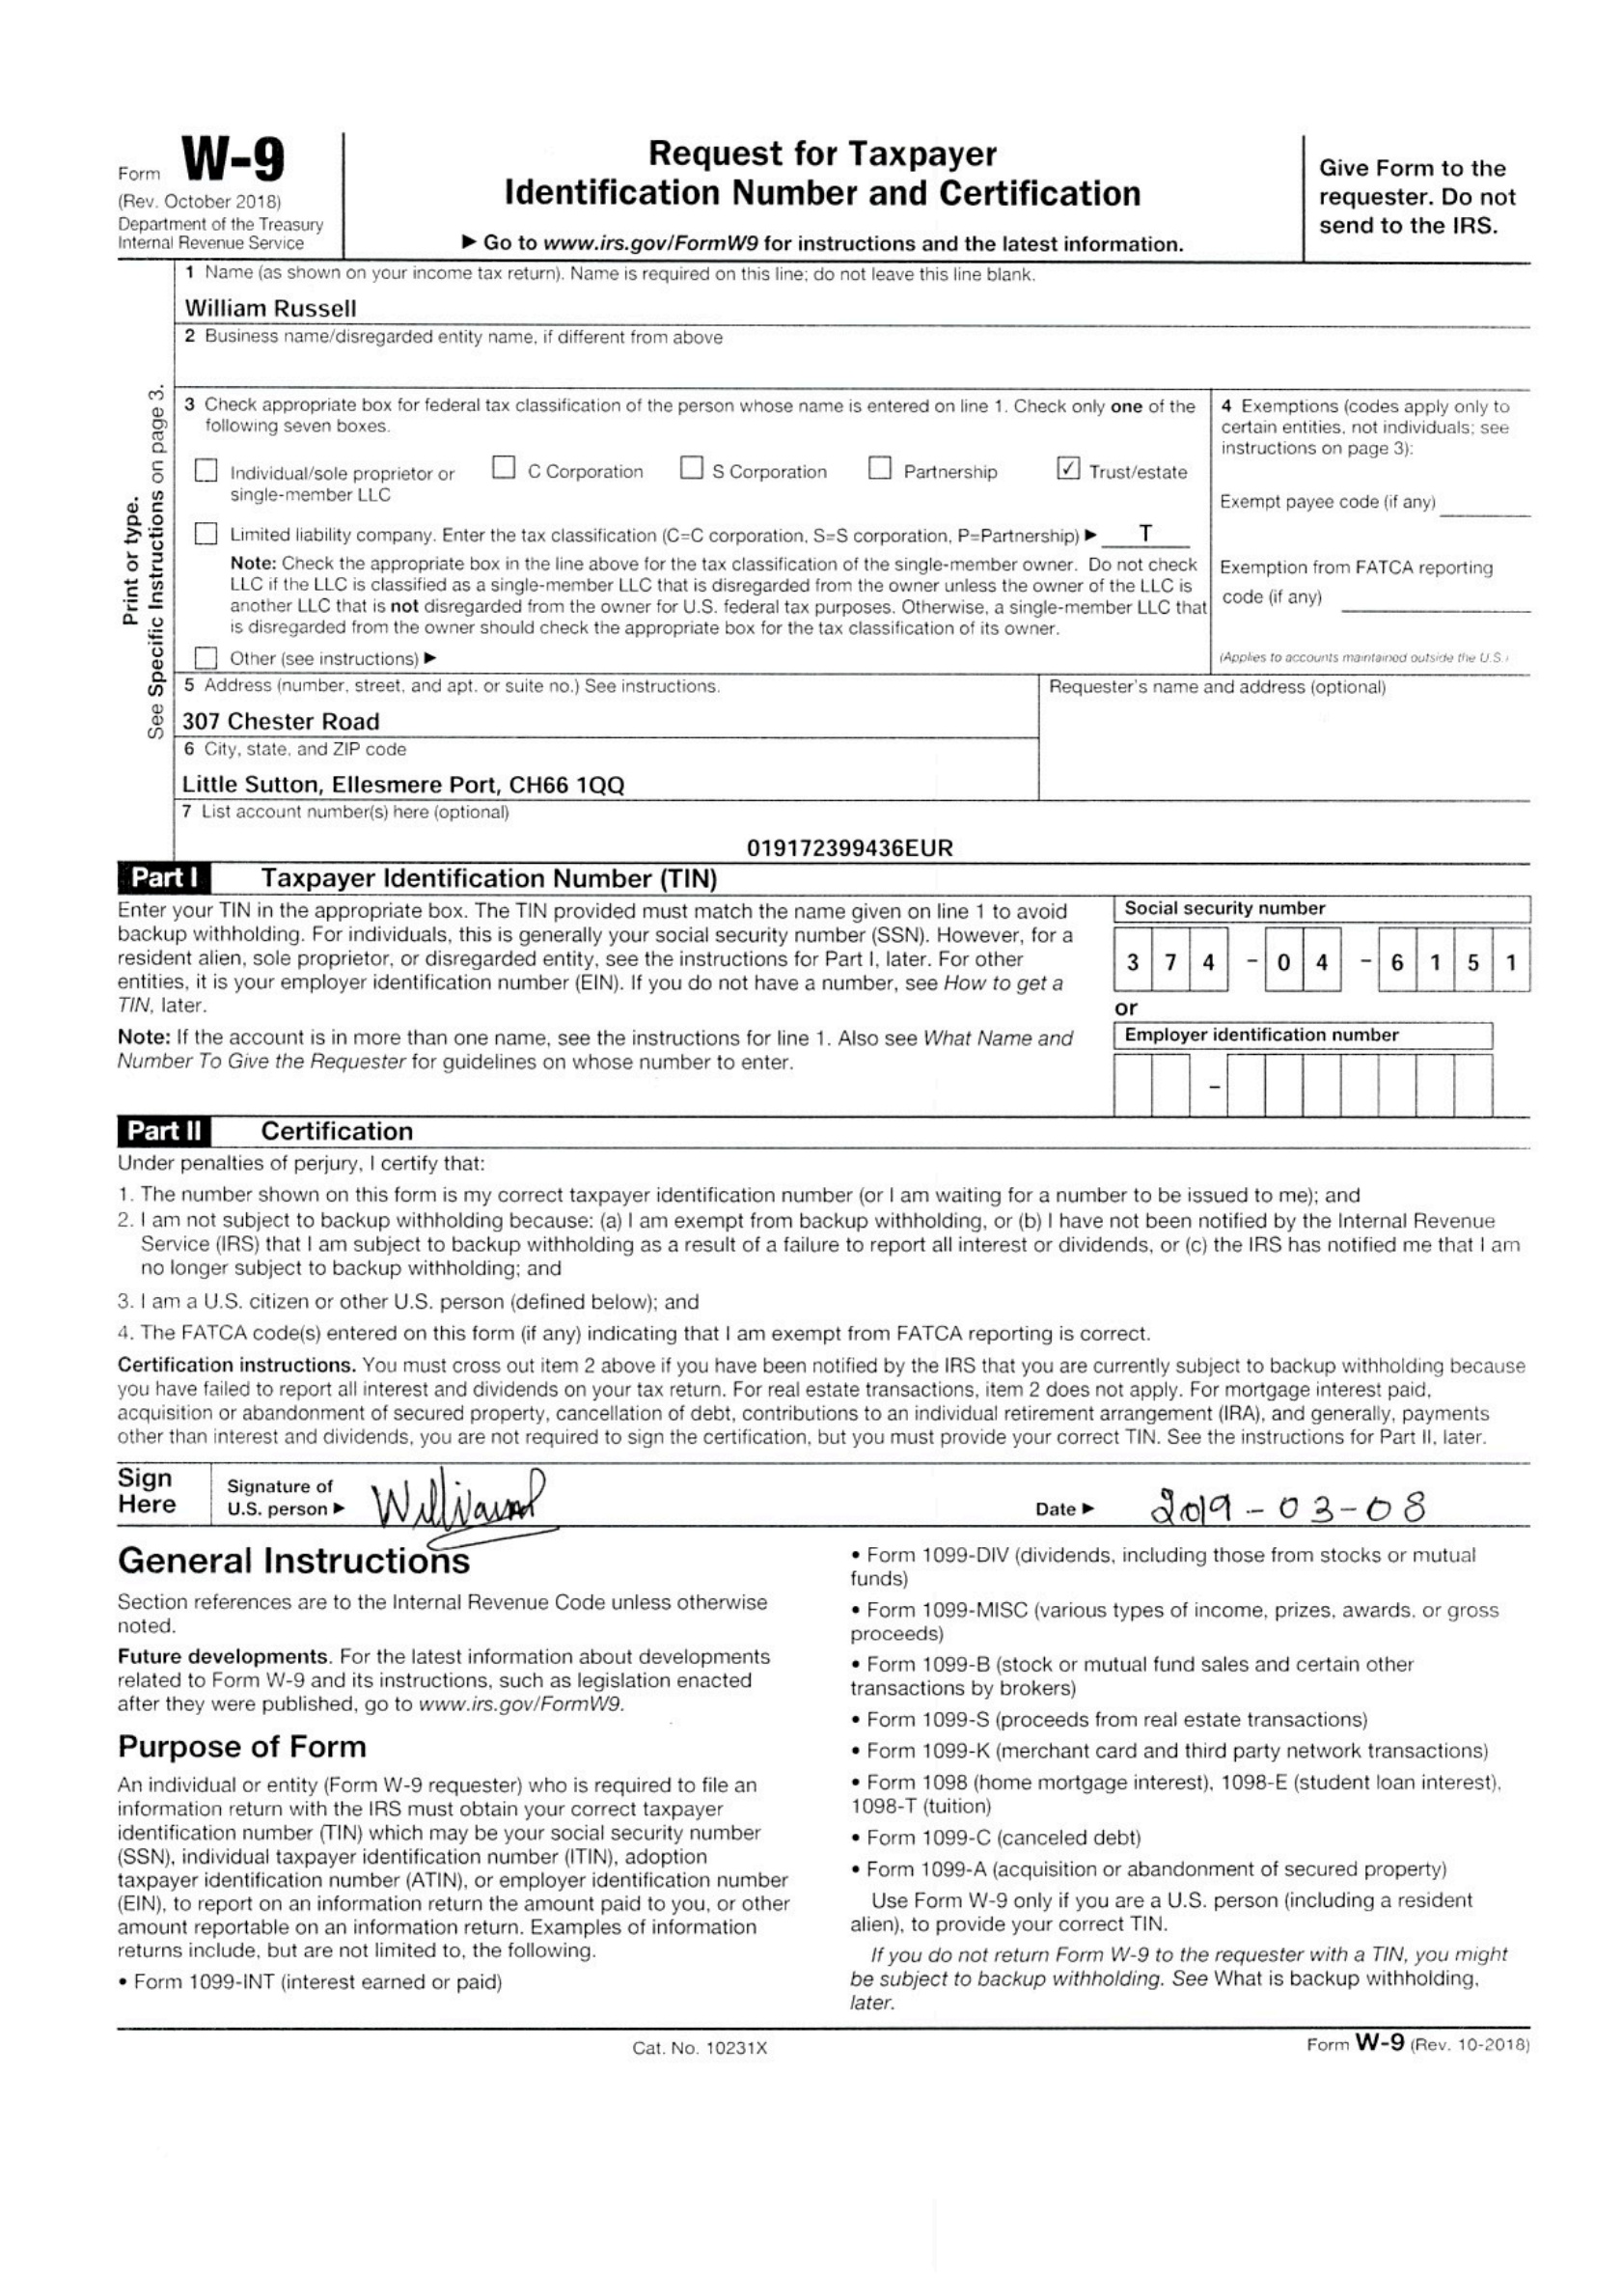 Form W-9
(Rev. October 2018)
Department of the Treasury
Internal Revenue Service
Request for Taxpayer
Identification Number and Certification
▶ Go to www.irs.gov/FormW9 for instructions and the latest information.
Give Form to the
requester. Do not
send to the IRS.
Print or type.
See Specific Instructions on page 3.
1 Name (as shown on your income tax return). Name is required on this line; do not leave this line blank.
William Russell
2 Business name/disregarded entity name, if different from above
3 Check appropriate box for federal tax classification of the person whose name is entered on line 1. Check only one of the
following seven boxes.
☐ Individual/sole proprietor or
single-member LLC
☐ C Corporation
☐ S Corporation
☐ Partnership
☑ Trust/estate
☐ Limited liability company. Enter the tax classification (C=C corporation, S=S corporation, P=Partnership) ▶ T
Note: Check the appropriate box in the line above for the tax classification of the single-member owner. Do not check
LLC if the LLC is classified as a single-member LLC that is disregarded from the owner unless the owner of the LLC is
another LLC that is not disregarded from the owner for U.S. federal tax purposes. Otherwise, a single-member LLC that
is disregarded from the owner should check the appropriate box for the tax classification of its owner.
☐ Other (see instructions) ▶
4 Exemptions (codes apply only to
certain entities, not individuals; see
instructions on page 3):
Exempt payee code (if any)
Exemption from FATCA reporting
code (if any)
(Applies to accounts maintained outside the U.S.)
5 Address (number, street, and apt. or suite no.) See instructions.
307 Chester Road
6 City, state, and ZIP code
Little Sutton, Ellesmere Port, CH66 1QQ
Requester's name and address (optional)
7 List account number(s) here (optional)
019172399436EUR
Part I Taxpayer Identification Number (TIN)
Enter your TIN in the appropriate box. The TIN provided must match the name given on line 1 to avoid
backup withholding. For individuals, this is generally your social security number (SSN). However, for a
resident alien, sole proprietor, or disregarded entity, see the instructions for Part I, later. For other
entities, it is your employer identification number (EIN). If you do not have a number, see How to get a
TIN, later.
Note: If the account is in more than one name, see the instructions for line 1. Also see What Name and
Number To Give the Requester for guidelines on whose number to enter.
Social security number
3 7 4 - 0 4 - 6 1 5 1
or
Employer identification number
-
Part II Certification
Under penalties of perjury, I certify that:
1. The number shown on this form is my correct taxpayer identification number (or I am waiting for a number to be issued to me); and
2. I am not subject to backup withholding because: (a) I am exempt from backup withholding, or (b) I have not been notified by the Internal Revenue
Service (IRS) that I am subject to backup withholding as a result of a failure to report all interest or dividends, or (c) the IRS has notified me that I am
no longer subject to backup withholding; and
3. I am a U.S. citizen or other U.S. person (defined below); and
4. The FATCA code(s) entered on this form (if any) indicating that I am exempt from FATCA reporting is correct.
Certification instructions. You must cross out item 2 above if you have been notified by the IRS that you are currently subject to backup withholding because
you have failed to report all interest and dividends on your tax return. For real estate transactions, item 2 does not apply. For mortgage interest paid,
acquisition or abandonment of secured property, cancellation of debt, contributions to an individual retirement arrangement (IRA), and generally, payments
other than interest and dividends, you are not required to sign the certification, but you must provide your correct TIN. See the instructions for Part II, later.
Sign
Here
Signature of
U.S. person ▶
Date ▶ 2019-03-08
General Instructions
Section references are to the Internal Revenue Code unless otherwise
noted.
Future developments. For the latest information about developments
related to Form W-9 and its instructions, such as legislation enacted
after they were published, go to www.irs.gov/FormW9.
Purpose of Form
An individual or entity (Form W-9 requester) who is required to file an
information return with the IRS must obtain your correct taxpayer
identification number (TIN) which may be your social security number
(SSN), individual taxpayer identification number (ITIN), adoption
taxpayer identification number (ATIN), or employer identification number
(EIN), to report on an information return the amount paid to you, or other
amount reportable on an information return. Examples of information
returns include, but are not limited to, the following.
• Form 1099-INT (interest earned or paid)
• Form 1099-DIV (dividends, including those from stocks or mutual
funds)
• Form 1099-MISC (various types of income, prizes, awards, or gross
proceeds)
• Form 1099-B (stock or mutual fund sales and certain other
transactions by brokers)
• Form 1099-S (proceeds from real estate transactions)
• Form 1099-K (merchant card and third party network transactions)
• Form 1098 (home mortgage interest), 1098-E (student loan interest),
1098-T (tuition)
• Form 1099-C (canceled debt)
• Form 1099-A (acquisition or abandonment of secured property)
Use Form W-9 only if you are a U.S. person (including a resident
alien), to provide your correct TIN.
If you do not return Form W-9 to the requester with a TIN, you might
be subject to backup withholding. See What is backup withholding,
later.
Cat. No. 10231X
Form W-9 (Rev. 10-2018)